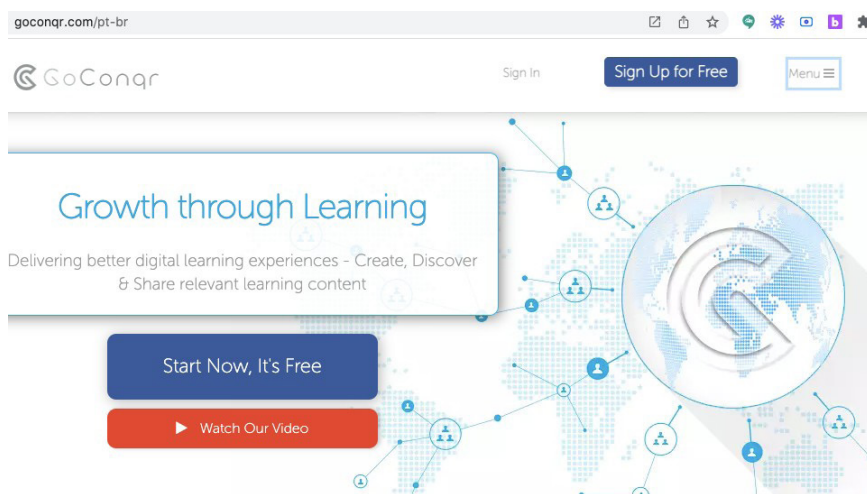 goconqr.com/pt-br
GoConqr
Sign In
Sign Up for Free
Menu
Growth through Learning
Delivering better digital learning experiences - Create, Discover
& Share relevant learning content
Start Now, It's Free
Watch Our Video